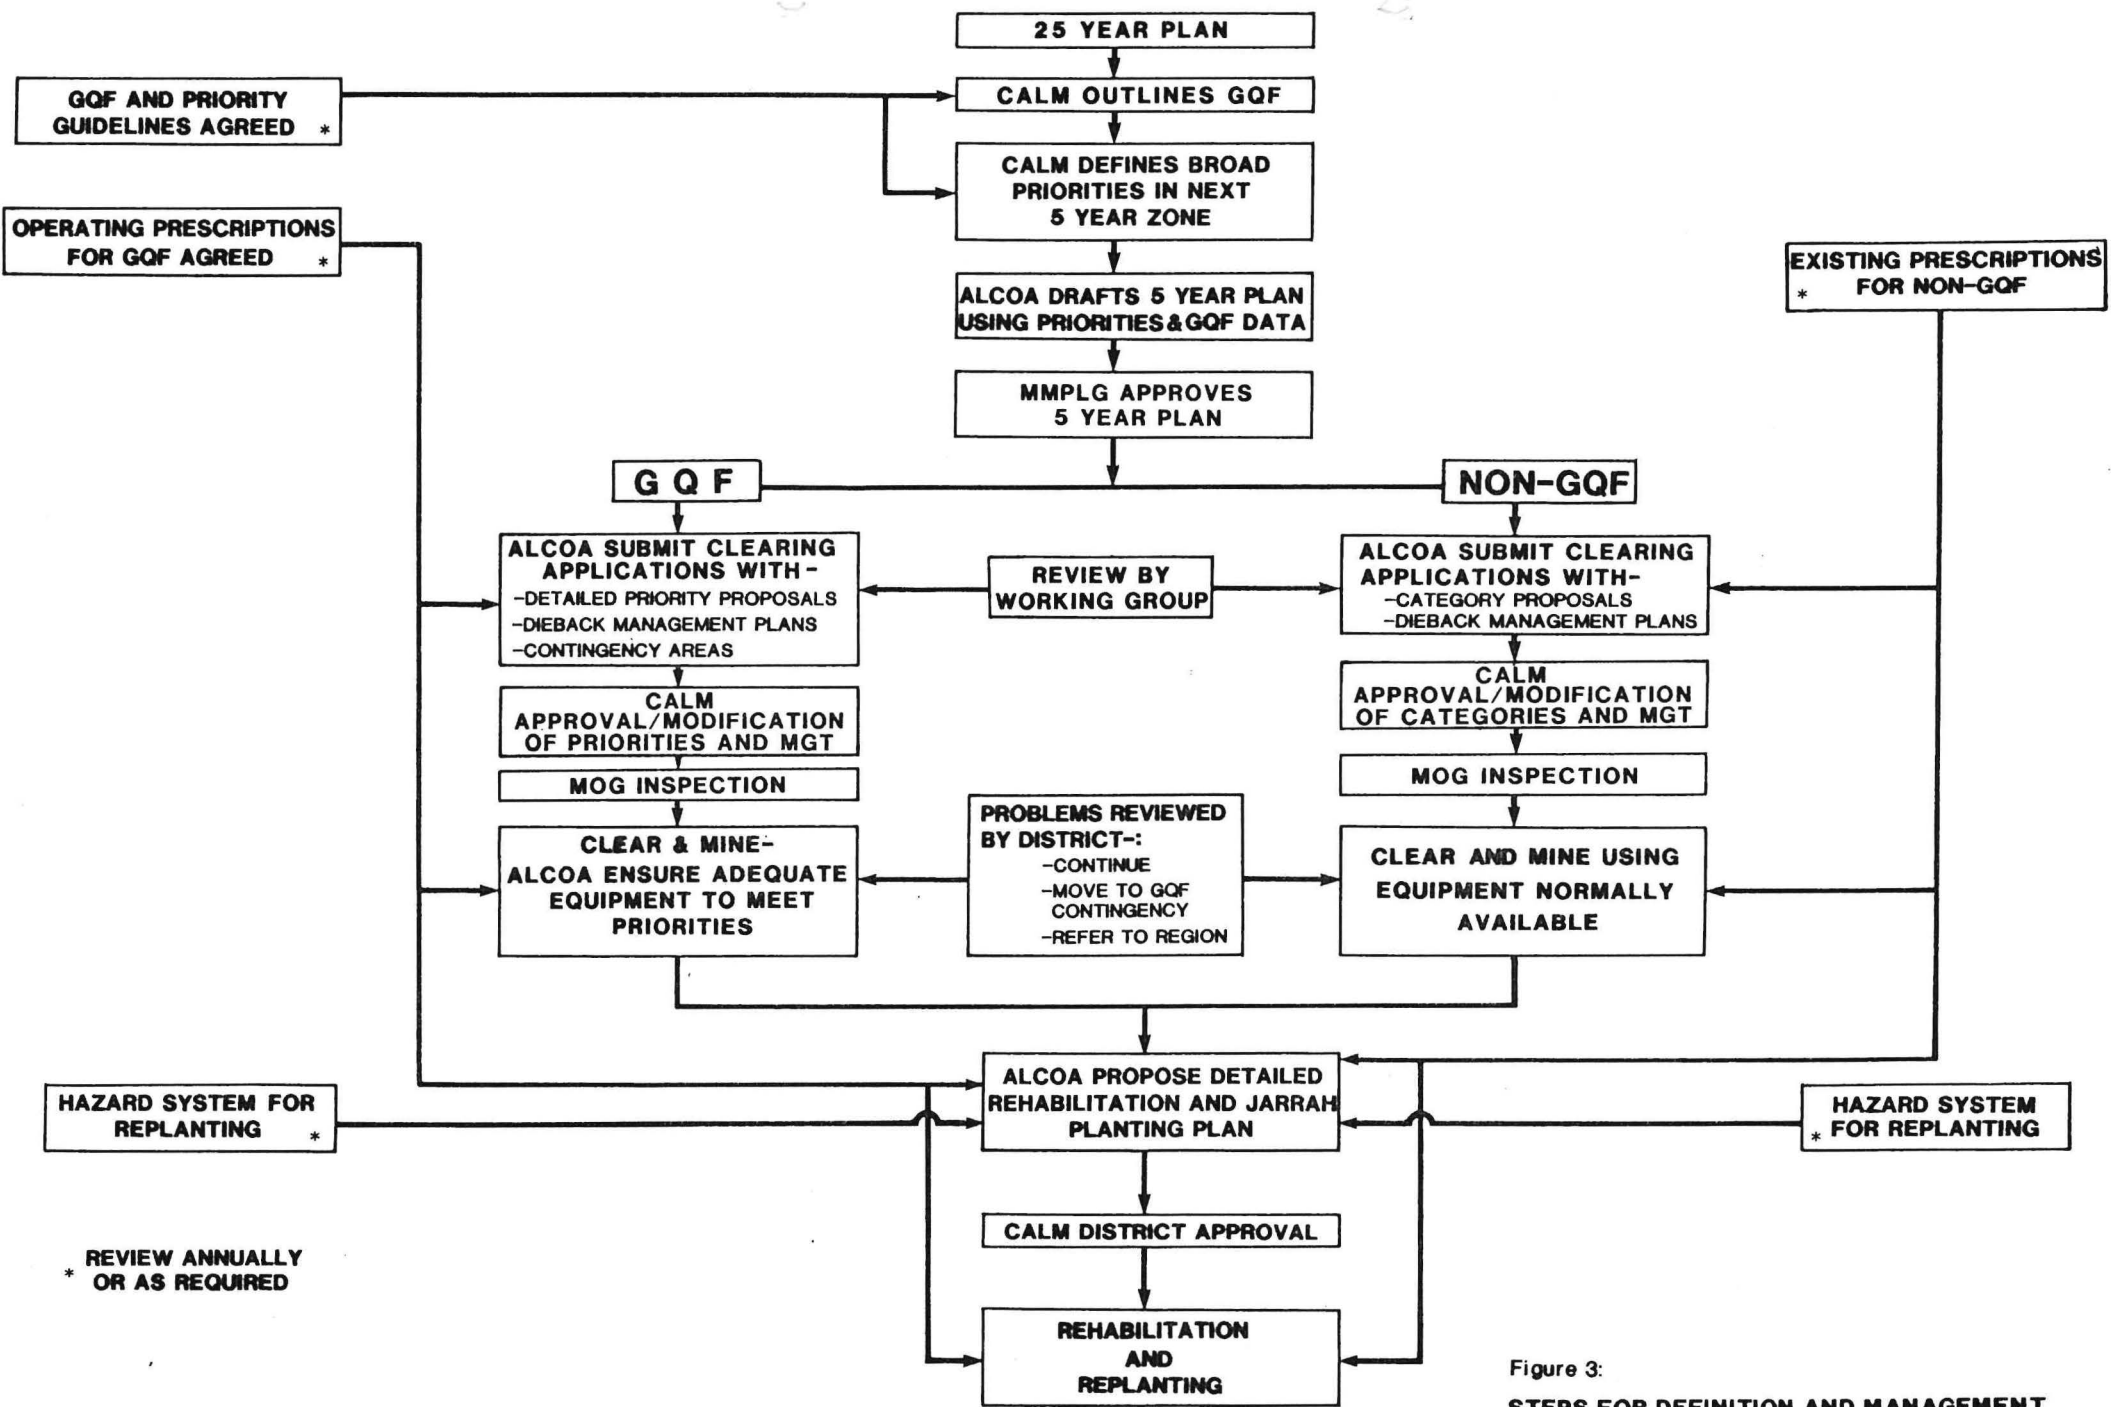 25 YEAR PLAN
GQF AND PRIORITY
GUIDELINES AGREED *
CALM OUTLINES GQF
CALM DEFINES BROAD
PRIORITIES IN NEXT
5 YEAR ZONE
OPERATING PRESCRIPTIONS
FOR GQF AGREED *
EXISTING PRESCRIPTIONS
* FOR NON-GQF
ALCOA DRAFTS 5 YEAR PLAN
USING PRIORITIES & GQF DATA
MMPLG APPROVES
5 YEAR PLAN
GQF
NON-GQF
ALCOA SUBMIT CLEARING
APPLICATIONS WITH-
-DETAILED PRIORITY PROPOSALS
-DIEBACK MANAGEMENT PLANS
-CONTINGENCY AREAS
REVIEW BY
WORKING GROUP
ALCOA SUBMIT CLEARING
APPLICATIONS WITH-
-CATEGORY PROPOSALS
-DIEBACK MANAGEMENT PLANS
CALM
APPROVAL/MODIFICATION
OF PRIORITIES AND MGT
CALM
APPROVAL/MODIFICATION
OF CATEGORIES AND MGT
MOG INSPECTION
MOG INSPECTION
CLEAR & MINE-
ALCOA ENSURE ADEQUATE
EQUIPMENT TO MEET
PRIORITIES
PROBLEMS REVIEWED
BY DISTRICT-:
-CONTINUE
-MOVE TO GQF
CONTINGENCY
-REFER TO REGION
CLEAR AND MINE USING
EQUIPMENT NORMALLY
AVAILABLE
ALCOA PROPOSE DETAILED
REHABILITATION AND JARRAH
PLANTING PLAN
HAZARD SYSTEM FOR
REPLANTING *
HAZARD SYSTEM
* FOR REPLANTING
CALM DISTRICT APPROVAL
REVIEW ANNUALLY
* OR AS REQUIRED
REHABILITATION
AND
REPLANTING
Figure 3:
STEPS FOR DEFINITION AND MANAGEMENT